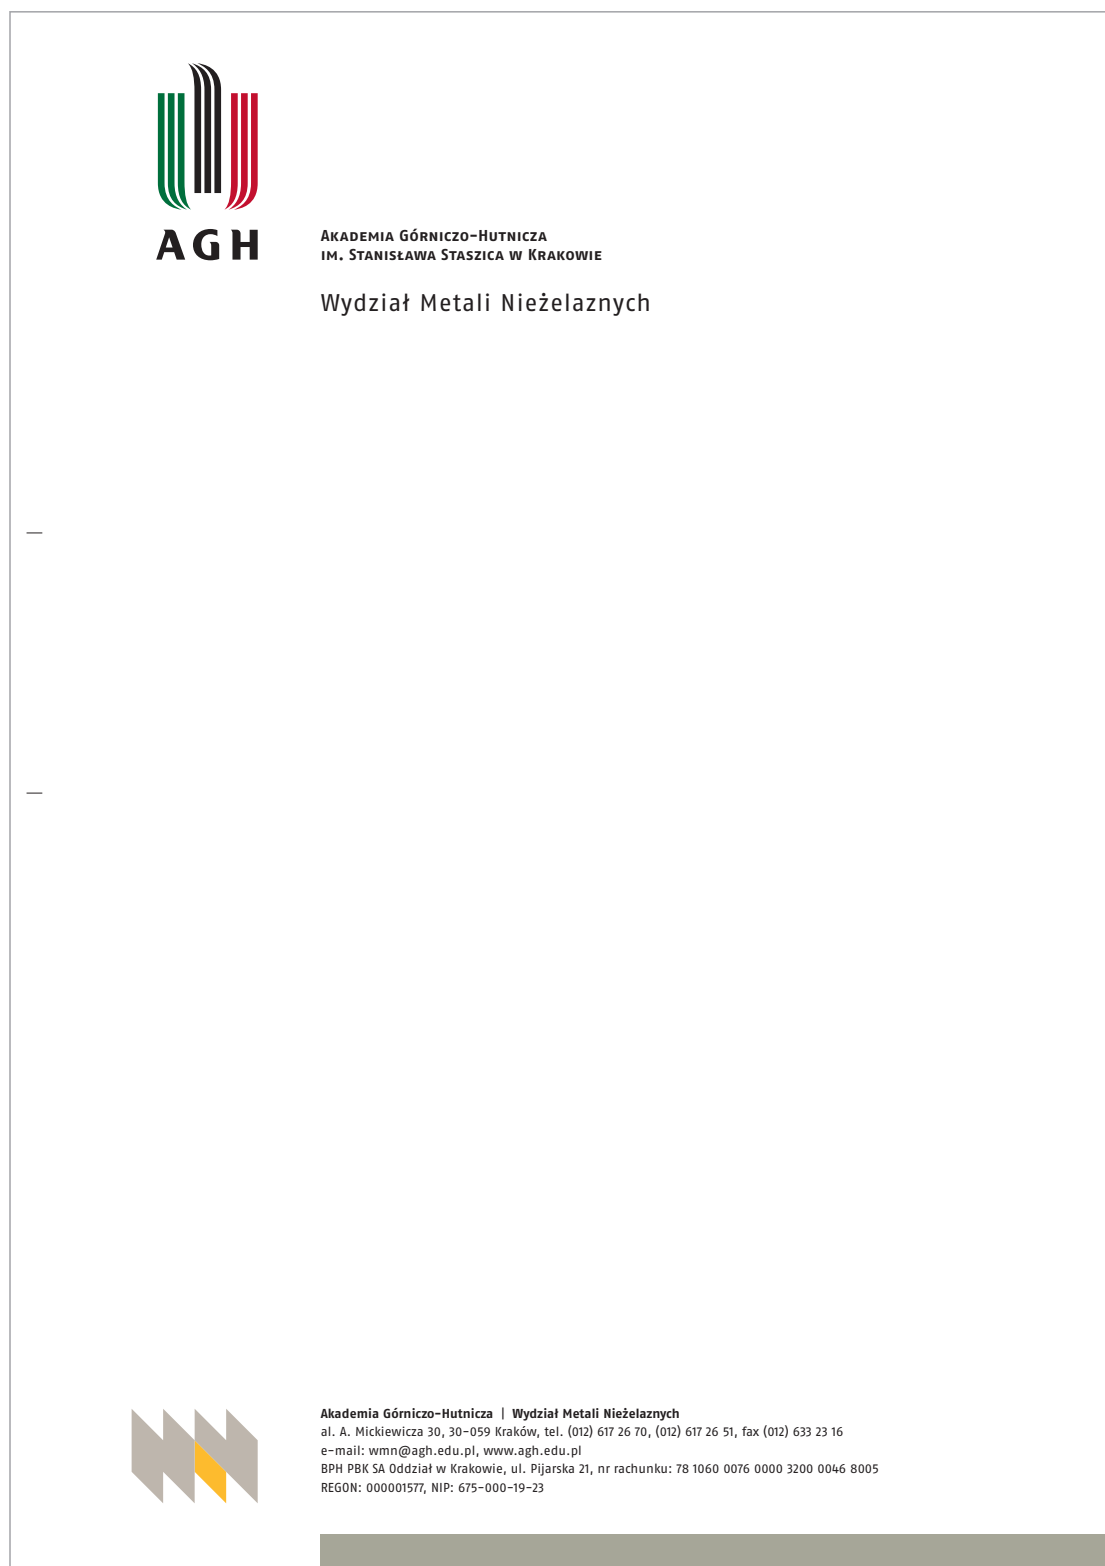 AGH
Akademia Górniczo-Hutnicza
im. Stanisława Staszica w Krakowie
Wydział Metali Nieżelaznych
Akademia Górniczo-Hutnicza | Wydział Metali Nieżelaznych
al. A. Mickiewicza 30, 30-059 Kraków, tel. (012) 617 26 70, (012) 617 26 51, fax (012) 633 23 16
e-mail: wmn@agh.edu.pl, www.agh.edu.pl
BPH PBK SA Oddział w Krakowie, ul. Pijarska 21, nr rachunku: 78 1060 0076 0000 3200 0046 8005
REGON: 000001577, NIP: 675-000-19-23